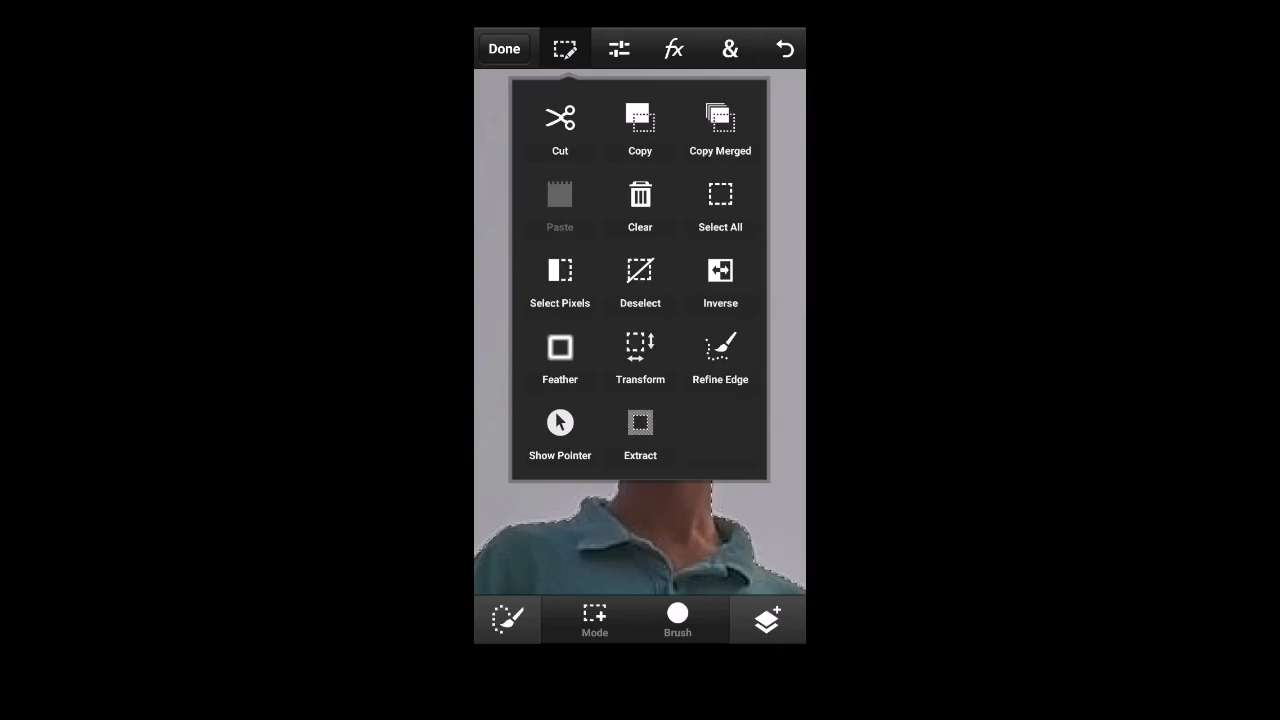 Done fx &
Cut Copy Copy Merged
Paste Clear Select All
Select Pixels Deselect Inverse
Feather Transform Refine Edge
Show Pointer Extract
Mode Brush